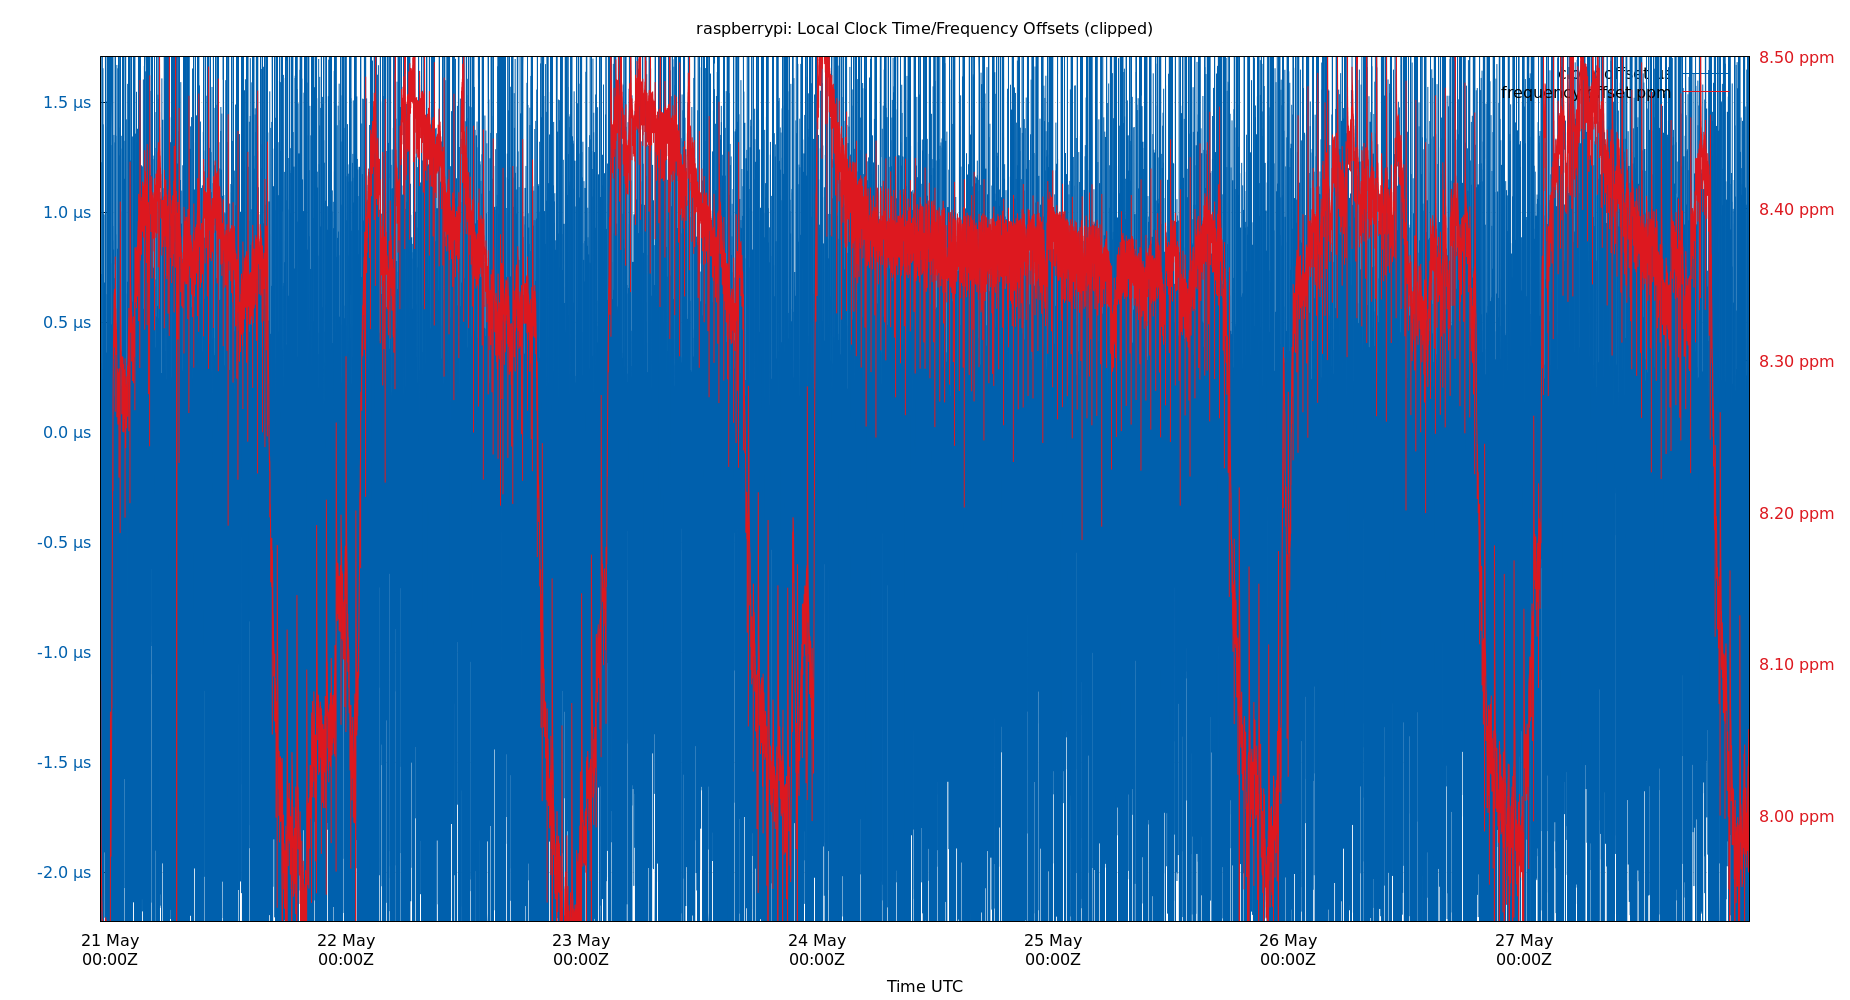 raspberrypi: Local Clock Time/Frequency Offsets (clipped)
8.50 ppm
clock offset µs
frequency offset ppm
1.5 µs
1.0 µs
8.40 ppm
0.5 µs
8.30 ppm
0.0 µs
8.20 ppm
-0.5 µs
-1.0 µs
8.10 ppm
-1.5 µs
8.00 ppm
-2.0 µs
21 May 22 May 23 May 24 May 25 May 26 May 27 May
00:00Z 00:00Z 00:00Z 00:00Z 00:00Z 00:00Z 00:00Z
Time UTC